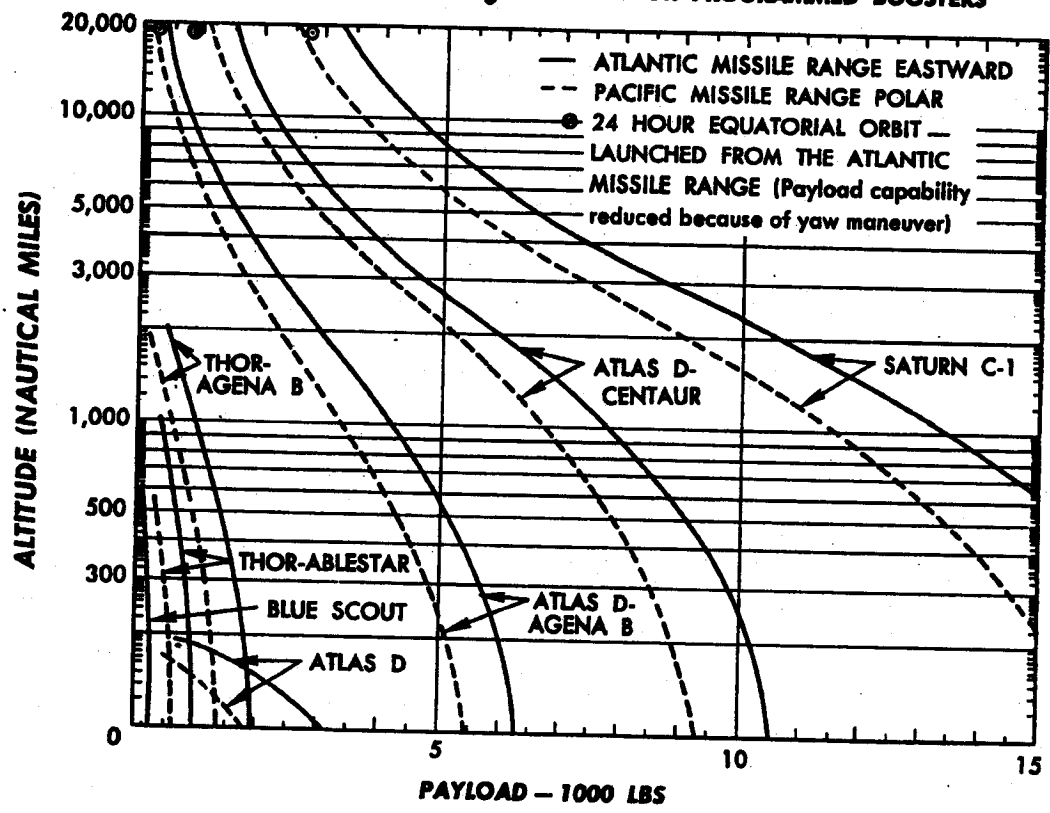 PROGRAMMED BOOSTERS
20,000
10,000
5,000
3,000
1,000
500
300
0
ALTITUDE (NAUTICAL MILES)
ATLANTIC MISSILE RANGE EASTWARD
PACIFIC MISSILE RANGE POLAR
24 HOUR EQUATORIAL ORBIT
LAUNCHED FROM THE ATLANTIC
MISSILE RANGE (Payload capability
reduced because of yaw maneuver)
THOR-
AGENA B
ATLAS D-
CENTAUR
SATURN C-1
THOR-ABLESTAR
BLUE SCOUT
ATLAS D-
AGENA B
ATLAS D
5
10
15
PAYLOAD — 1000 LBS